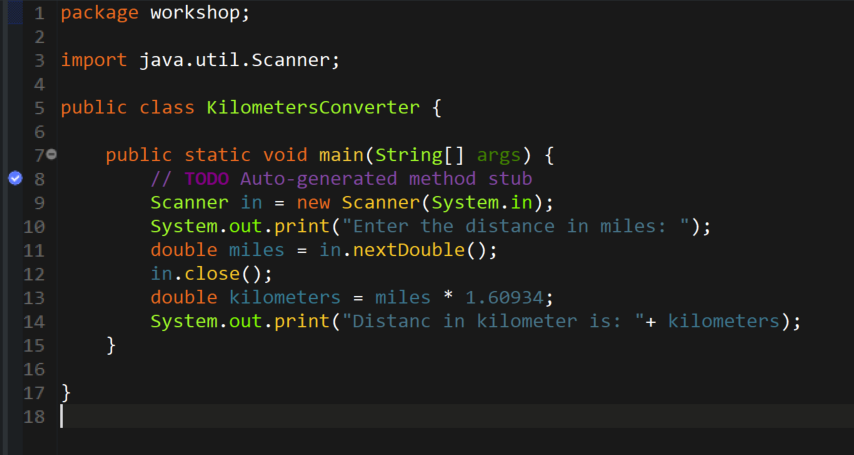 1 package workshop;
2
3 import java.util.Scanner;
4
5 public class KilometersConverter {
6
7 public static void main(String[] args) {
8 // TODO Auto-generated method stub
9 Scanner in = new Scanner(System.in);
10 System.out.print("Enter the distance in miles: ");
11 double miles = in.nextDouble();
12 in.close();
13 double kilometers = miles * 1.60934;
14 System.out.print("Distanc in kilometer is: "+ kilometers);
15 }
16
17 }
18